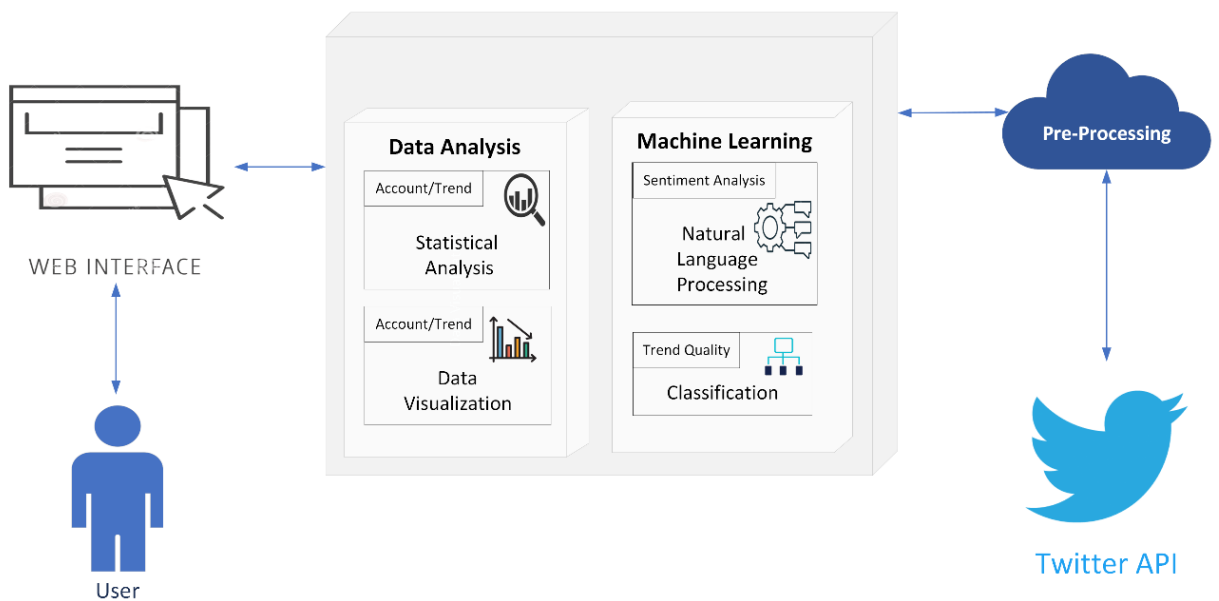 WEB INTERFACE
User
Data Analysis
Account/Trend
Statistical
Analysis
Account/Trend
Data
Visualization
Machine Learning
Sentiment Analysis
Natural
Language
Processing
Trend Quality
Classification
Pre-Processing
Twitter API